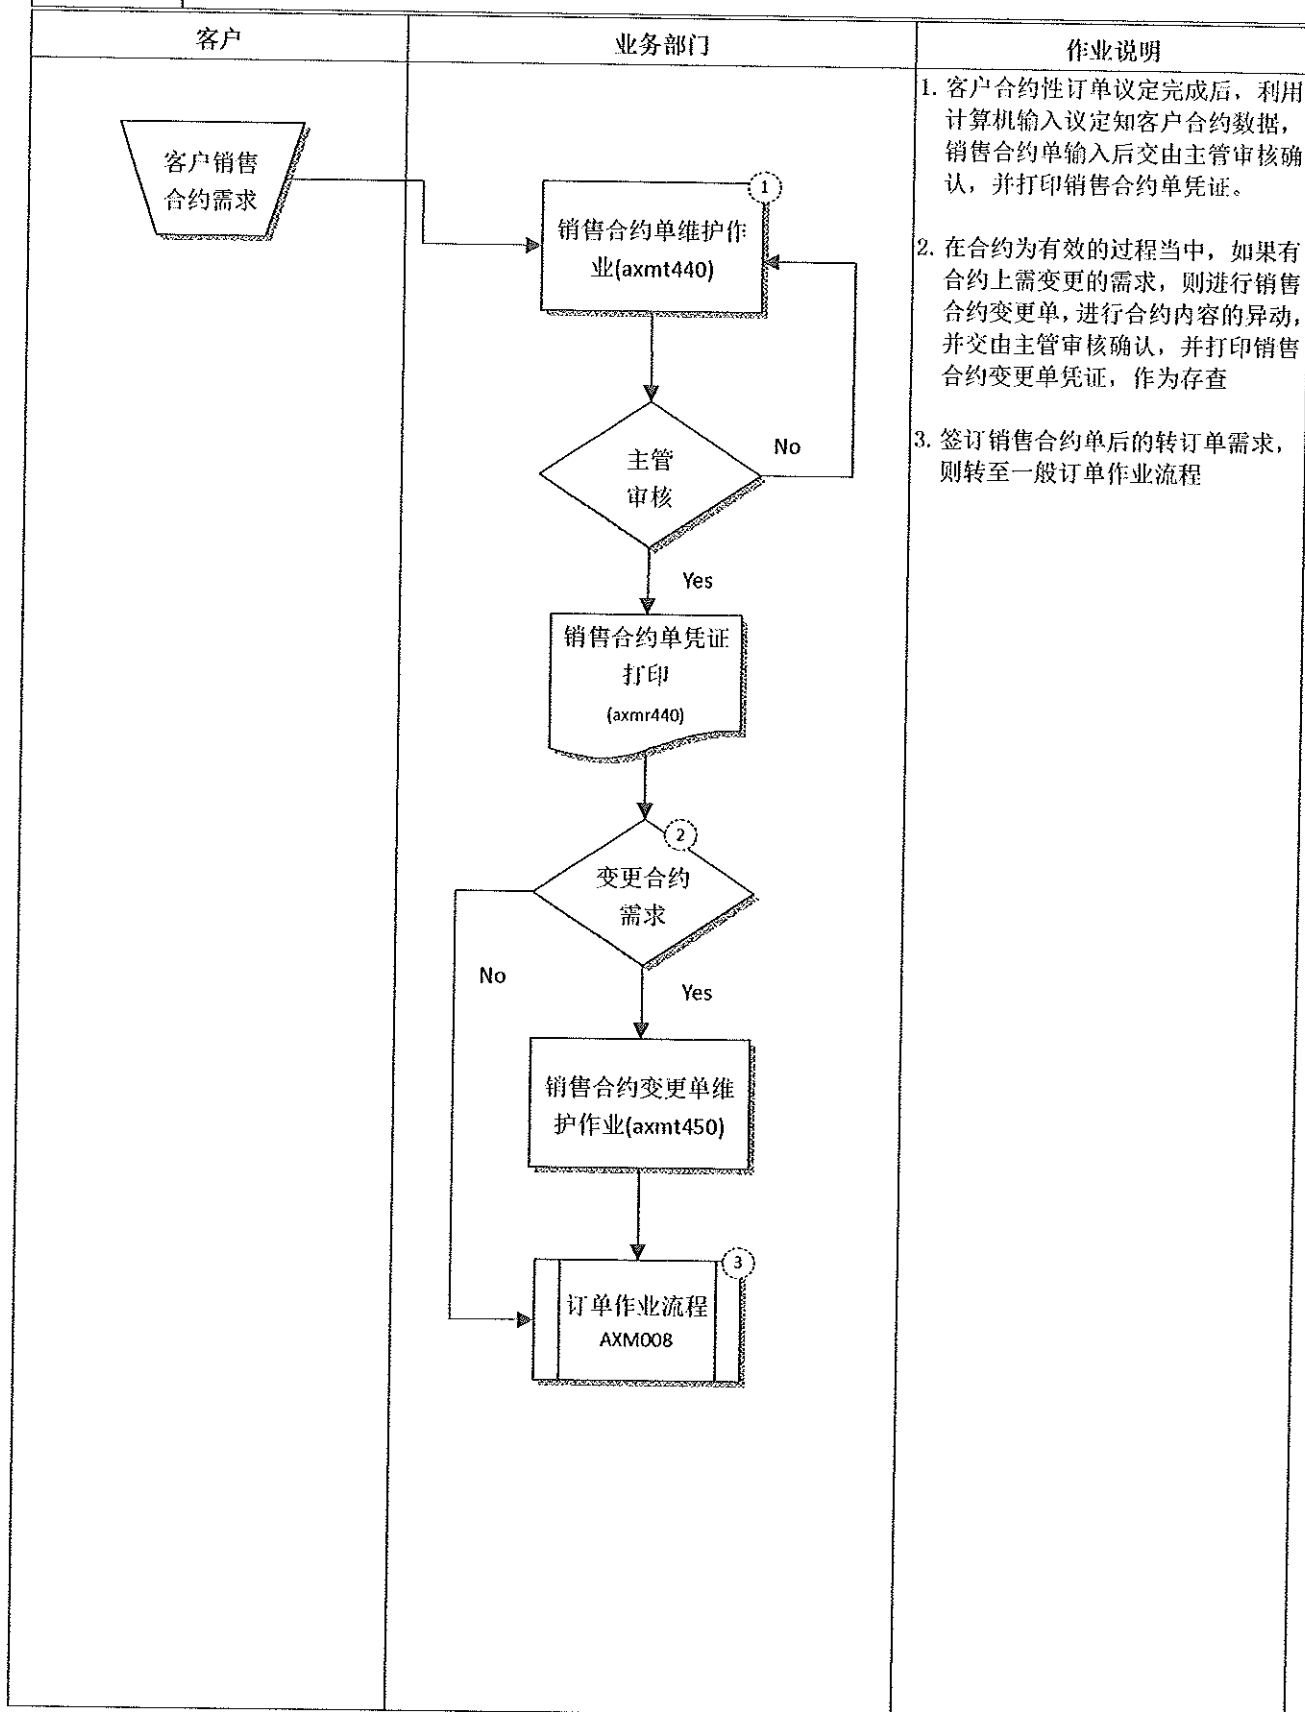 客户
业务部门
作业说明
客户销售
合约需求
1
销售合约单维护作
业(axmt440)
主管
审核
No
Yes
销售合约单凭证
打印
(axmr440)
2
变更合约
需求
No
Yes
销售合约变更单维
护作业(axmt450)
3
订单作业流程
AXM008
1. 客户合约性订单议定完成后，利用
计算机输入议定知客户合约数据，
销售合约单输入后交由主管审核确
认，并打印销售合约单凭证。
2. 在合约为有效的过程当中，如果有
合约上需变更的需求，则进行销售
合约变更单，进行合约内容的异动，
并交由主管审核确认，并打印销售
合约变更单凭证，作为存查
3. 签订销售合约单后的转订单需求，
则转至一般订单作业流程